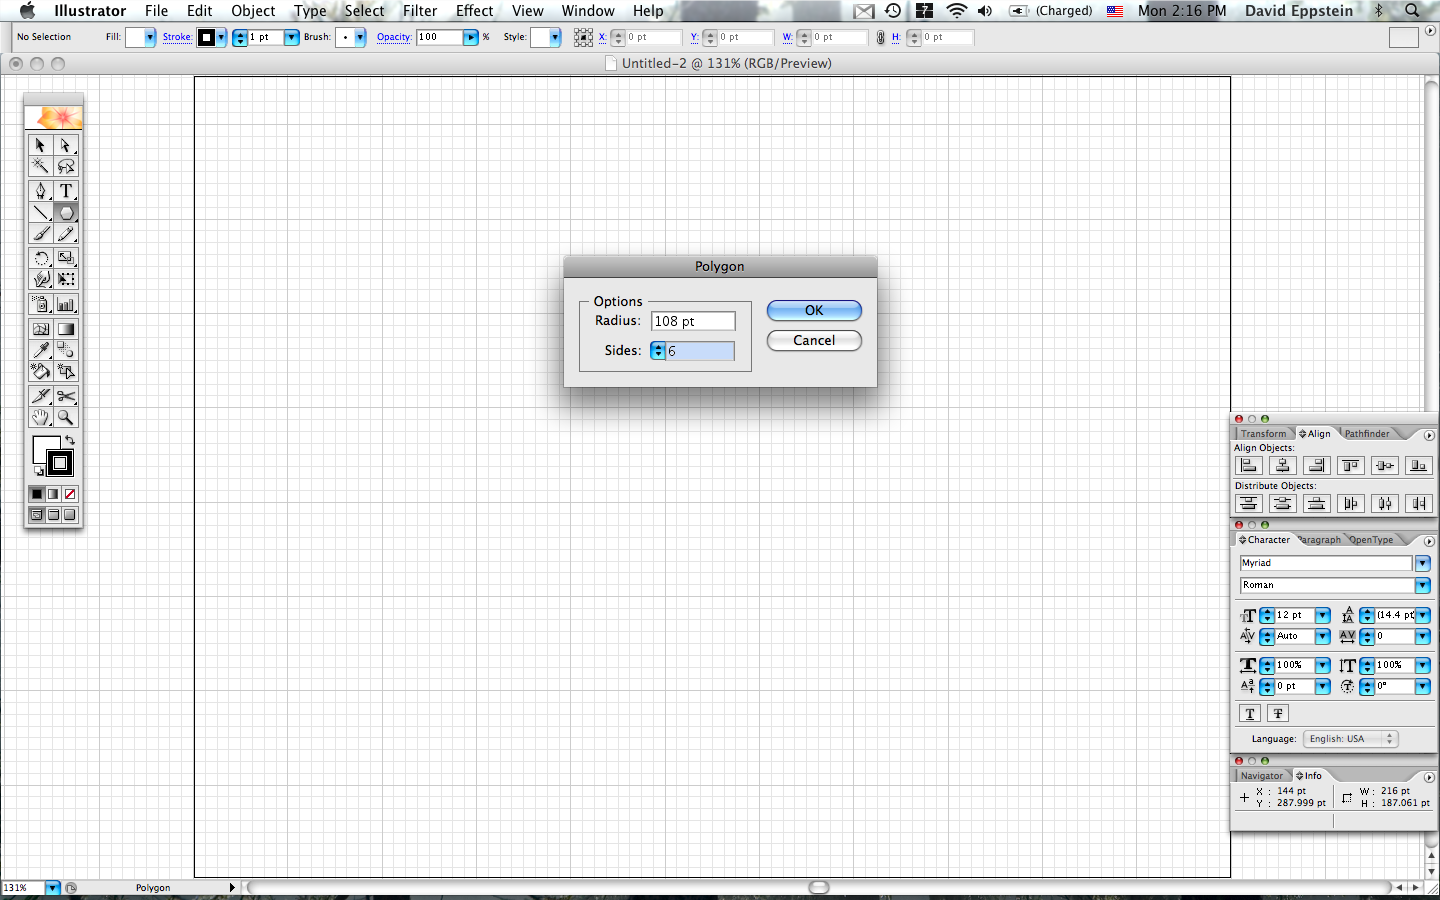 Illustrator File Edit Object Type Select Filter Effect View Window Help (Charged) Mon 2:16 PM David Eppstein
No Selection Fill: Stroke: 1 pt Brush: Opacity: 100 % Style: X: 0 pt Y: 0 pt W: 0 pt H: 0 pt
Untitled-2 @ 131% (RGB/Preview)
T
Polygon
Options
Radius: 108 pt
Sides: 6
OK
Cancel
Transform Align Pathfinder
Align Objects:
Distribute Objects:
Character Paragraph OpenType
Myriad
Roman
12 pt (14.4 pt
Auto 0
100% 100%
0 pt 0°
Language: English: USA
Navigator Info
X : 144 pt W : 216 pt
Y : 287.999 pt H : 187.061 pt
131% Polygon